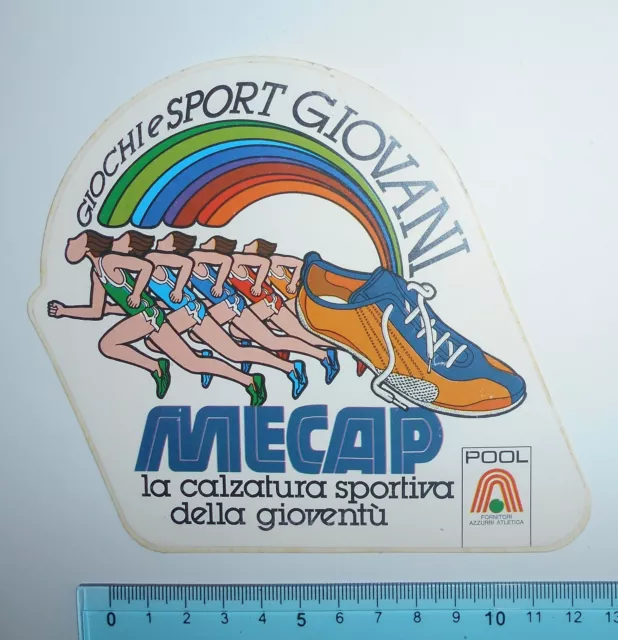 GIOCHI e SPORT GIOVANI
MECAP
la calzatura sportiva
della gioventù
POOL
FORNITORI
AZZURRI ATLETICA
0 1 2 3 4 5 6 7 8 9 10 11 12 13